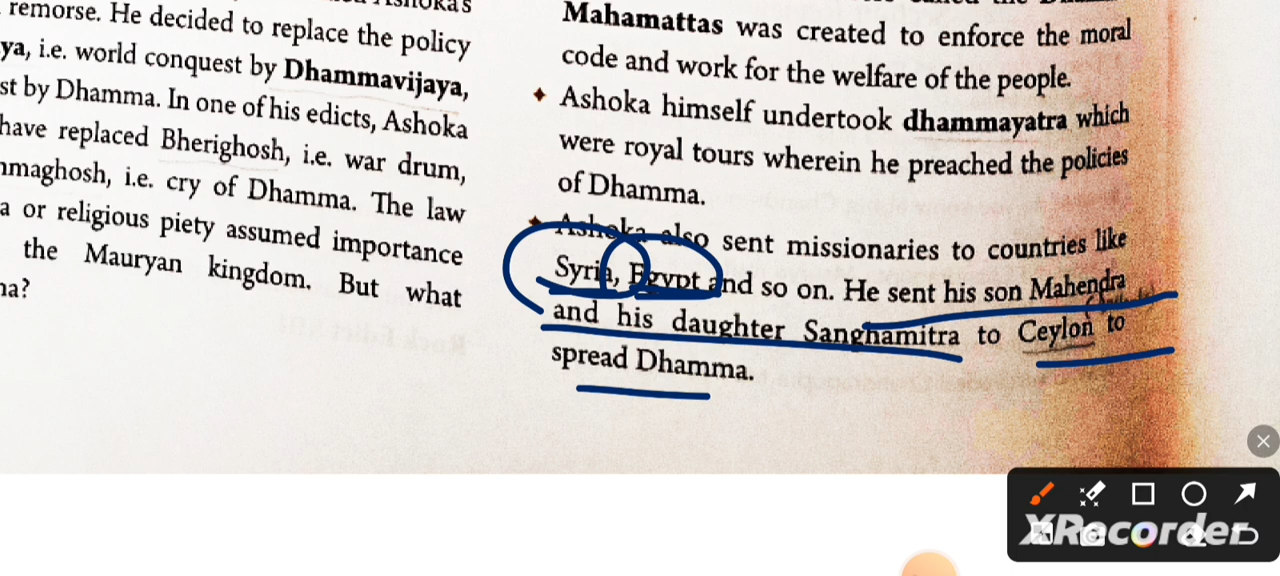 remorse. He decided to replace the policy
ya, i.e. world conquest by Dhammavijaya,
st by Dhamma. In one of his edicts, Ashoka
have replaced Bherighosh, i.e. war drum,
nmaghosh, i.e. cry of Dhamma. The law
a or religious piety assumed importance
the Mauryan kingdom. But what
na?
Mahamattas was created to enforce the moral
code and work for the welfare of the people.
Ashoka himself undertook dhammayatra which
were royal tours wherein he preached the policies
of Dhamma.
Ashoka also sent missionaries to countries like
Syria, Egypt and so on. He sent his son Mahendra
and his daughter Sanghamitra to Ceylon to
spread Dhamma.
XRecorder